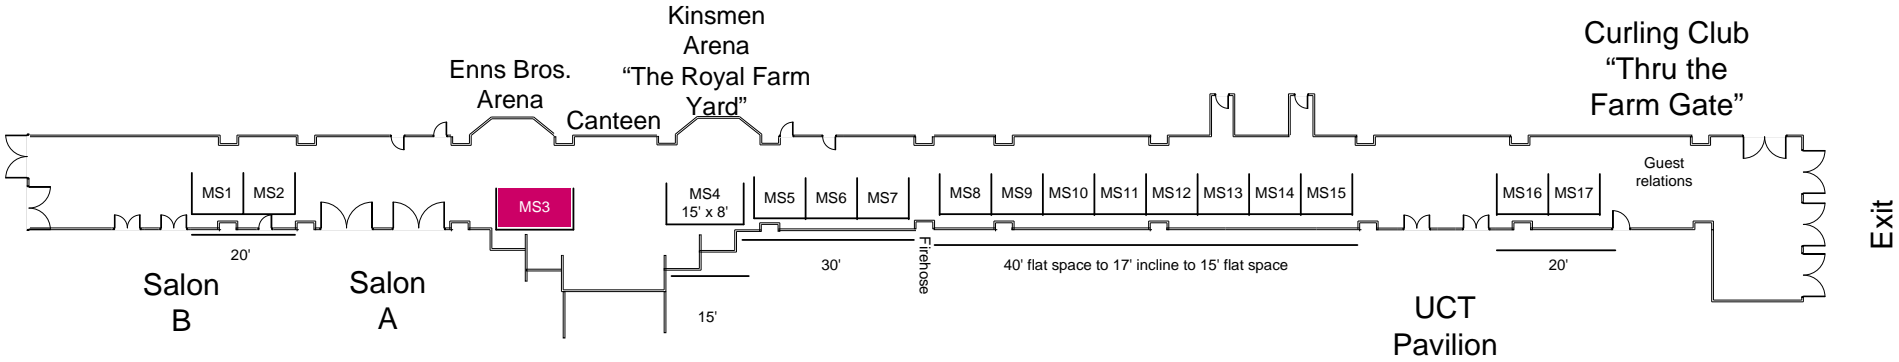 Kinsmen
Arena
“The Royal Farm
Yard”
Enns Bros.
Arena
Canteen
Curling Club
“Thru the
Farm Gate”
Guest
relations
MS1
MS2
MS3
MS4
15' x 8'
MS5
MS6
MS7
MS8
MS9
MS10
MS11
MS12
MS13
MS14
MS15
MS16
MS17
Exit
20'
30'
Firehose
40' flat space to 17' incline to 15' flat space
20'
15'
Salon
B
Salon
A
UCT
Pavilion